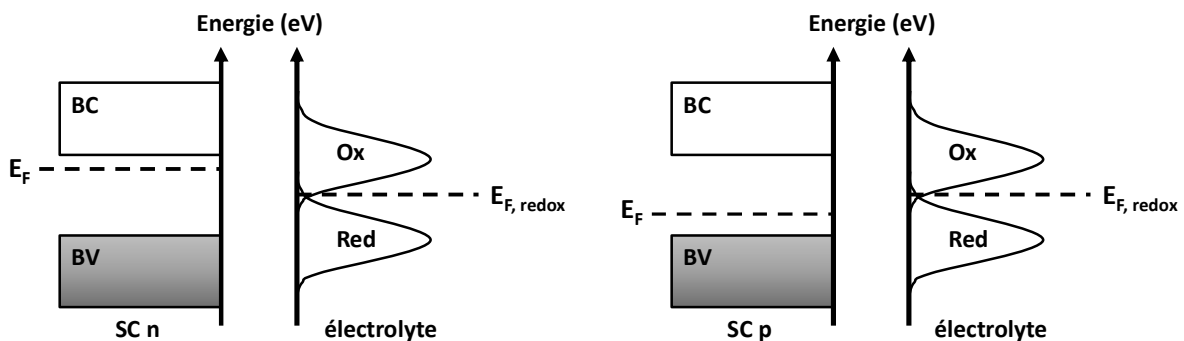 Energie (eV)
BC
E_F
BV
SC n
Ox
E_F, redox
Red
électrolyte
Energie (eV)
BC
E_F
BV
SC p
Ox
E_F, redox
Red
électrolyte